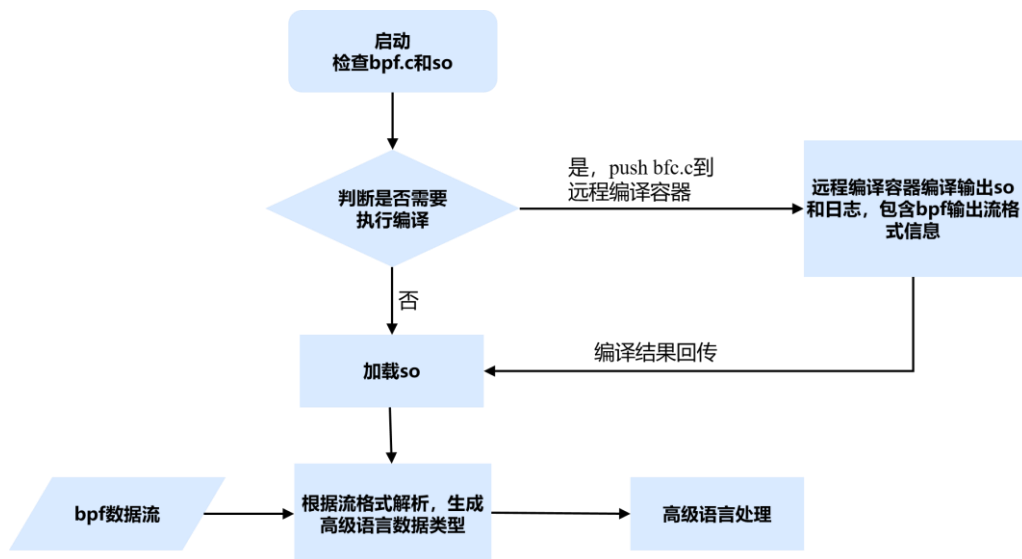 启动
检查bpf.c和so
判断是否需要
执行编译
是，push bfc.c到
远程编译容器
远程编译容器编译输出so
和日志，包含bpf输出流格
式信息
否
加载so
编译结果回传
bpf数据流
根据流格式解析，生成
高级语言数据类型
高级语言处理